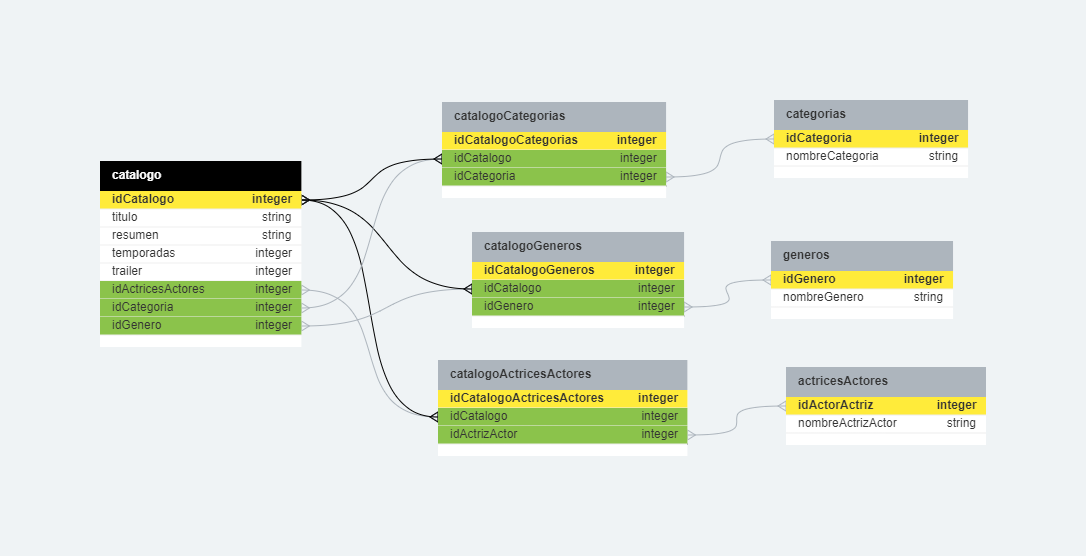 catalogo
idCatalogo integer
titulo string
resumen string
temporadas integer
trailer integer
idActricesActores integer
idCategoria integer
idGenero integer
catalogoCategorias
idCatalogoCategorias integer
idCatalogo integer
idCategoria integer
catalogoGeneros
idCatalogoGeneros integer
idCatalogo integer
idGenero integer
catalogoActricesActores
idCatalogoActricesActores integer
idCatalogo integer
idActrizActor integer
categorias
idCategoria integer
nombreCategoria string
generos
idGenero integer
nombreGenero string
actricesActores
idActorActriz integer
nombreActrizActor string